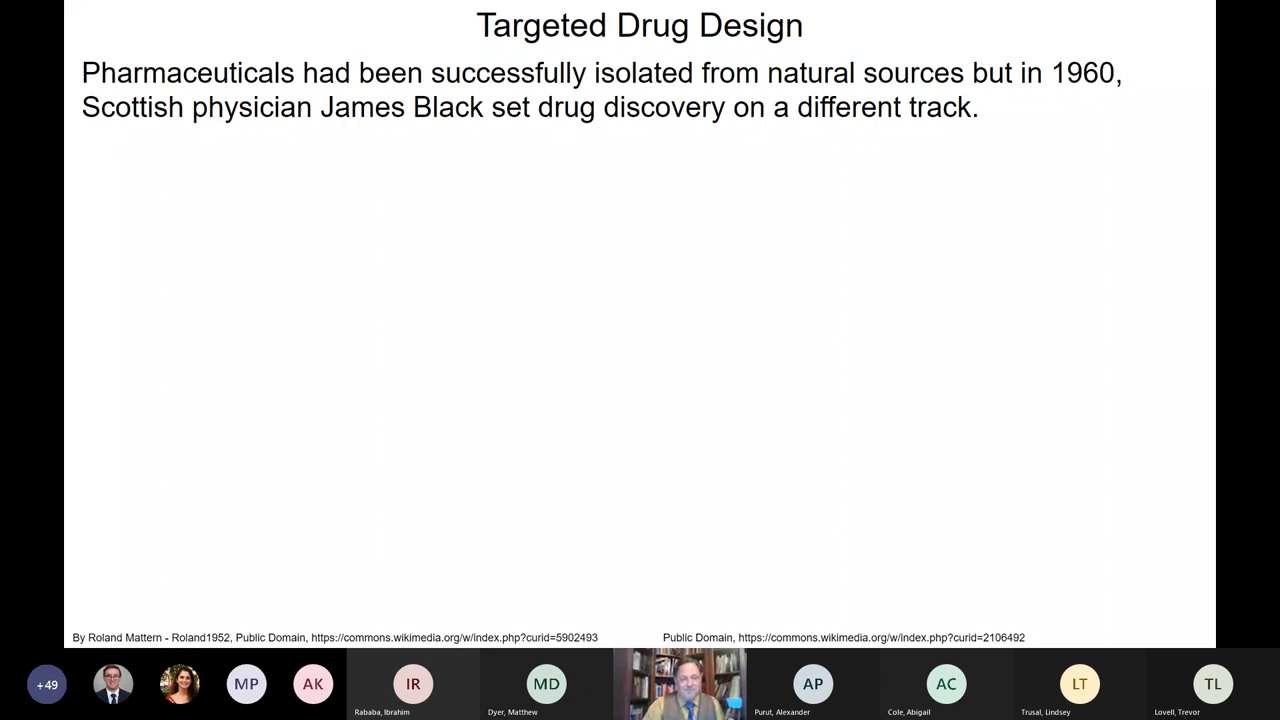 Targeted Drug Design
Pharmaceuticals had been successfully isolated from natural sources but in 1960,
Scottish physician James Black set drug discovery on a different track.
By Roland Mattern - Roland1952, Public Domain, https://commons.wikimedia.org/w/index.php?curid=5902493
Public Domain, https://commons.wikimedia.org/w/index.php?curid=2106492
+49
MP
AK
IR
MD
AP
AC
LT
TL
Rababa, Ibrahim
Dyer, Matthew
Purut, Alexander
Cole, Abigail
Trusal, Lindsey
Lovell, Trevor